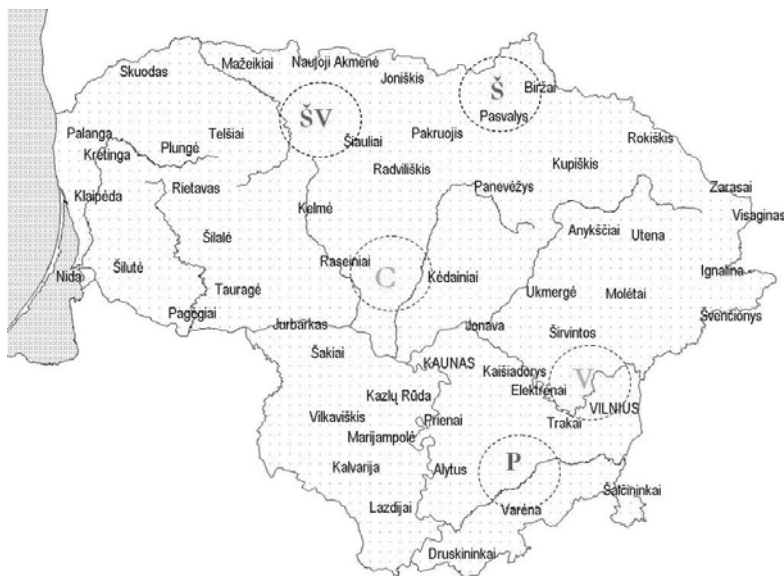 Skuodas
Mažeikiai
Naujoji Akmenė
Joniškis
Š
Biržai
Pasvalys
ŠV
Palanga
Kretinga
Plungė
Telšiai
Šiauliai
Pakruojis
Rokiškis
Radviliškis
Kupiškis
Klaipėda
Rietavas
Panevėžys
Zarasai
Kelmė
Visaginas
Šilalė
Anykščiai
Utena
Nida
Šilutė
Raseiniai
C
Kėdainiai
Ignalina
Tauragė
Ukmergė
Molėtai
Pagėgiai
Jurbarkas
Jonava
Širvintos
Švenčionys
Šakiai
KAUNAS
Kaišiadorys
V
Elektrėnai
Kazlų Rūda
VILNIUS
Vilkaviškis
Prienai
Trakai
Marijampolė
Kalvarija
Alytus
P
Šalčininkai
Lazdijai
Varėna
Druskininkai